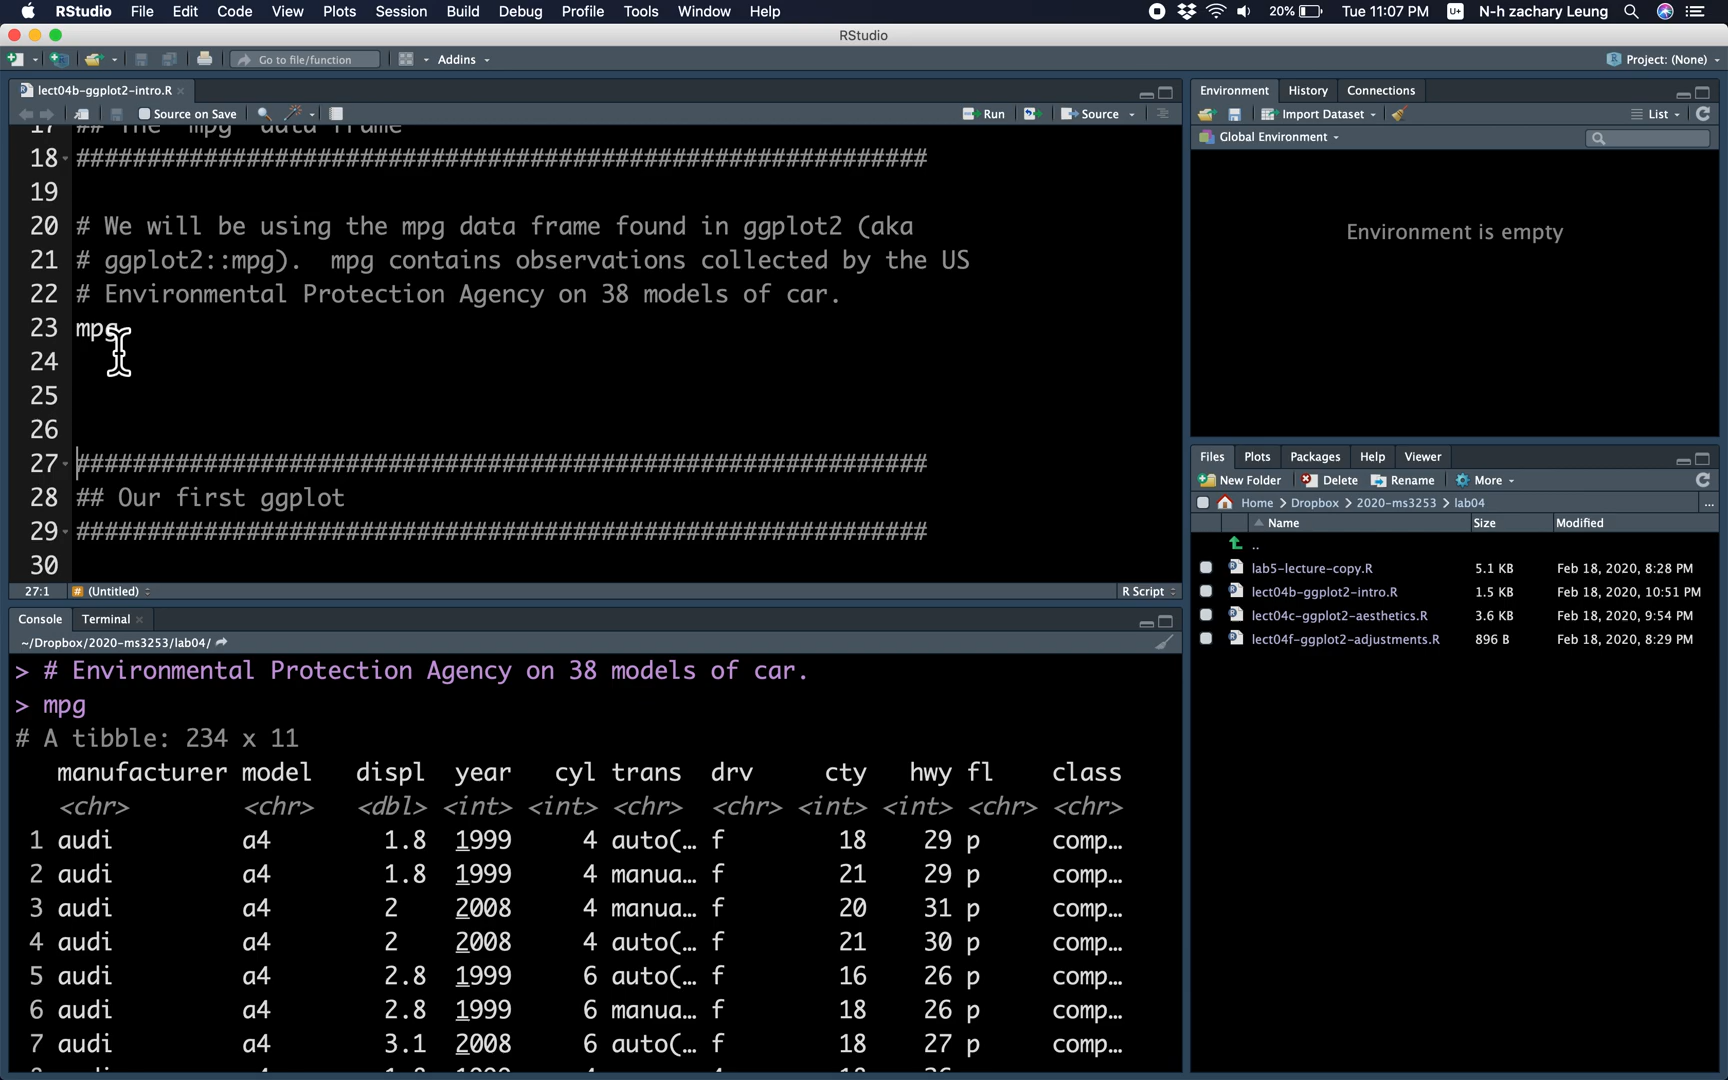 RStudio File Edit Code View Plots Session Build Debug Profile Tools Window Help 20% Tue 11:07 PM U+ N-h zachary Leung
RStudio
Go to file/function Addins Project: (None)
lect04b-ggplot2-intro.R
Source on Save Run Source
17 ## The "mpg" data frame
18 ############################################################
19
20 # We will be using the mpg data frame found in ggplot2 (aka
21 # ggplot2::mpg).  mpg contains observations collected by the US
22 # Environmental Protection Agency on 38 models of car.
23 mpg
24
25
26
27 ############################################################
28 ## Our first ggplot
29 ############################################################
30
27:1 # (Untitled) R Script
Console Terminal
~/Dropbox/2020-ms3253/lab04/
> # Environmental Protection Agency on 38 models of car.
> mpg
# A tibble: 234 x 11
manufacturer model displ year cyl trans drv cty hwy fl class
<chr> <chr> <dbl> <int> <int> <chr> <chr> <int> <int> <chr> <chr>
1 audi a4 1.8 1999 4 auto(… f 18 29 p comp…
2 audi a4 1.8 1999 4 manua… f 21 29 p comp…
3 audi a4 2 2008 4 manua… f 20 31 p comp…
4 audi a4 2 2008 4 auto(… f 21 30 p comp…
5 audi a4 2.8 1999 6 auto(… f 16 26 p comp…
6 audi a4 2.8 1999 6 manua… f 18 26 p comp…
7 audi a4 3.1 2008 6 auto(… f 18 27 p comp…
Environment History Connections
Import Dataset List
Global Environment
Environment is empty
Files Plots Packages Help Viewer
New Folder Delete Rename More
Home > Dropbox > 2020-ms3253 > lab04 ...
Name Size Modified
..
lab5-lecture-copy.R 5.1 KB Feb 18, 2020, 8:28 PM
lect04b-ggplot2-intro.R 1.5 KB Feb 18, 2020, 10:51 PM
lect04c-ggplot2-aesthetics.R 3.6 KB Feb 18, 2020, 9:54 PM
lect04f-ggplot2-adjustments.R 896 B Feb 18, 2020, 8:29 PM